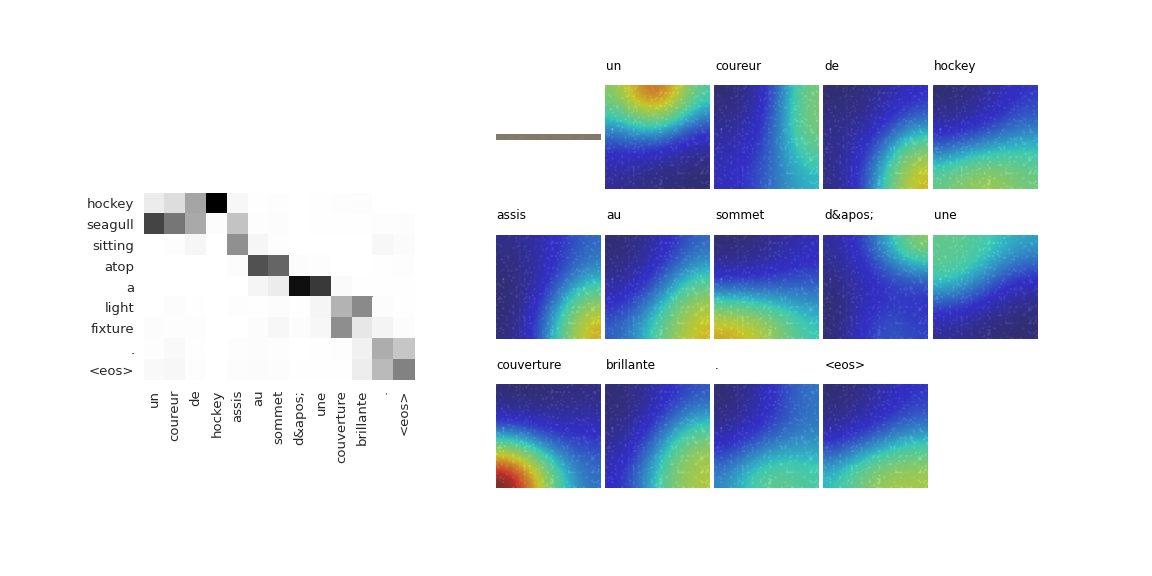 un coureur de hockey
assis au sommet d&apos; une
couverture brillante . <eos>
hockey
seagull
sitting
atop
a
light
fixture
.
<eos>
un
coureur
de
hockey
assis
au
sommet
d&apos;
une
couverture
brillante
.
<eos>